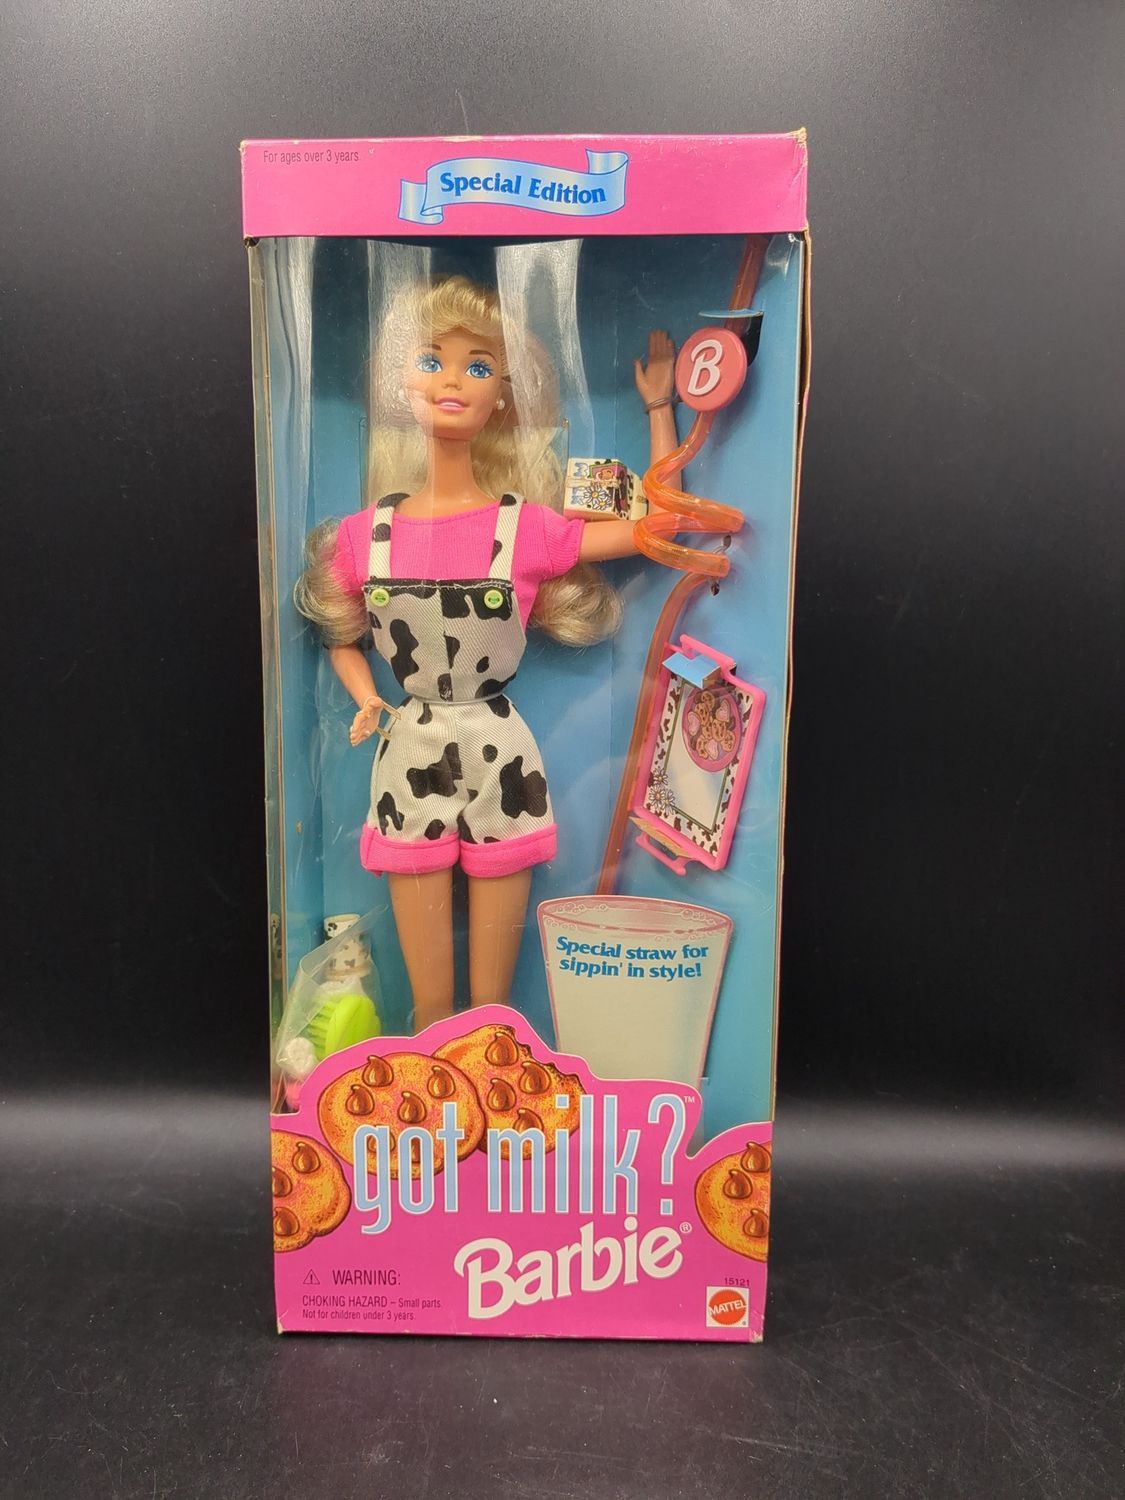 For ages over 3 years.
Special Edition
B
Special straw for
sippin' in style!
got milk?™
Barbie®
⚠ WARNING:
CHOKING HAZARD – Small parts.
Not for children under 3 years.
15121
MATTEL
®